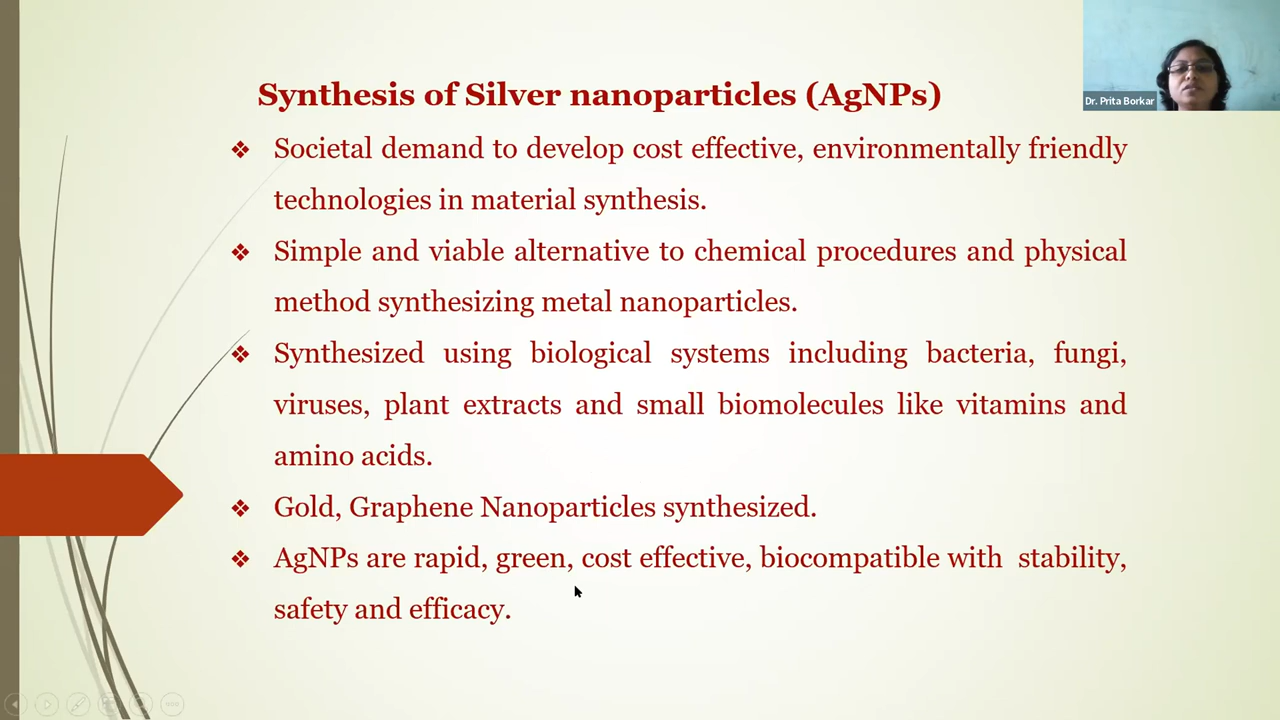 Synthesis of Silver nanoparticles (AgNPs)
Dr. Prita Borkar
❖ Societal demand to develop cost effective, environmentally friendly
technologies in material synthesis.
❖ Simple and viable alternative to chemical procedures and physical
method synthesizing metal nanoparticles.
❖ Synthesized using biological systems including bacteria, fungi,
viruses, plant extracts and small biomolecules like vitamins and
amino acids.
❖ Gold, Graphene Nanoparticles synthesized.
❖ AgNPs are rapid, green, cost effective, biocompatible with stability,
safety and efficacy.